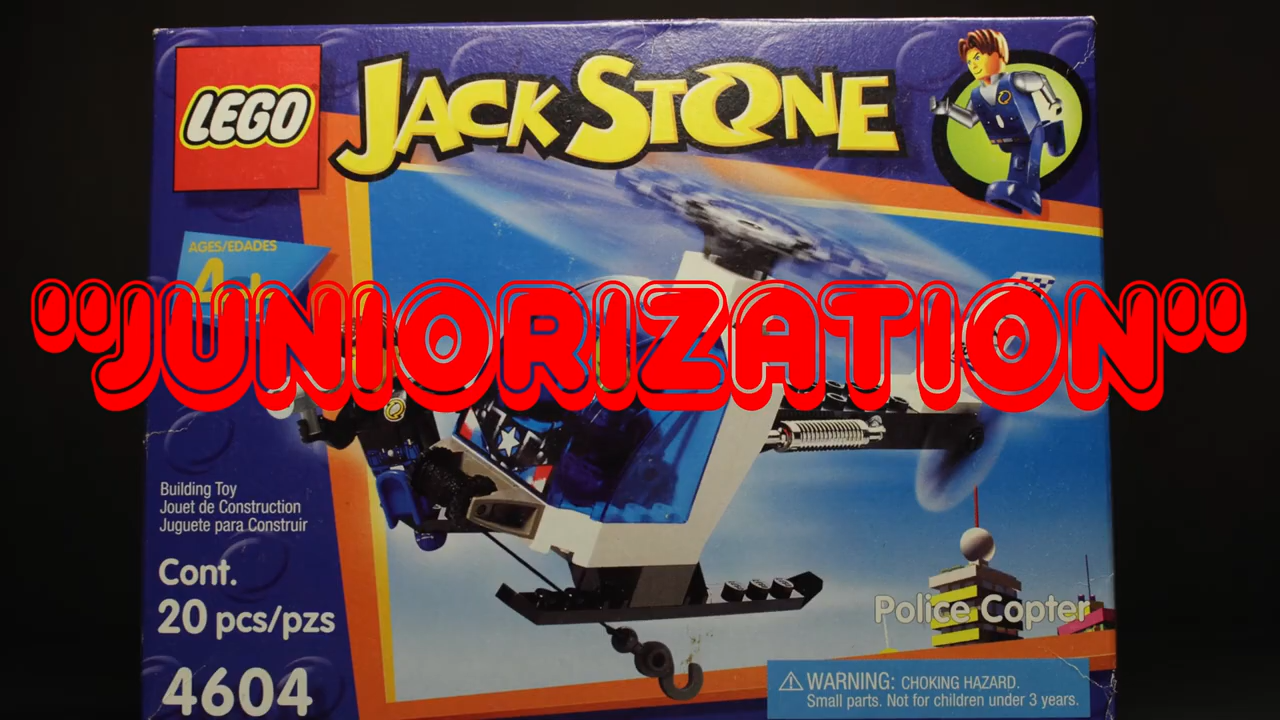 LEGO
JACK STONE
AGES/EDADES
4+
"JUNIORIZATION"
Building Toy
Jouet de Construction
Juguete para Construir
Cont.
20 pcs/pzs
4604
Police Copter
WARNING: CHOKING HAZARD.
Small parts. Not for children under 3 years.